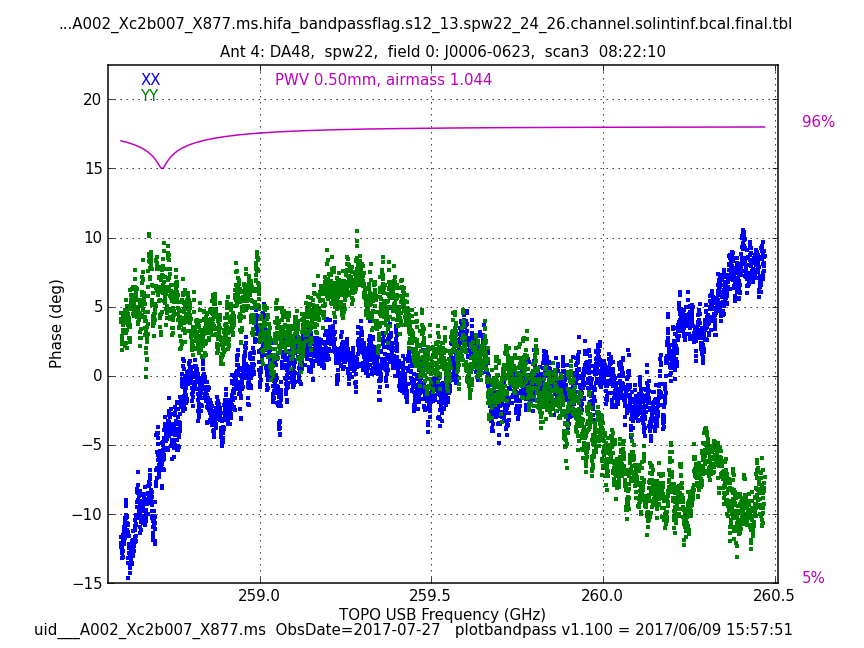 ...A002_Xc2b007_X877.ms.hifa_bandpassflag.s12_13.spw22_24_26.channel.solintinf.bcal.final.tbl
Ant 4: DA48,  spw22,  field 0: J0006-0623,  scan3  08:22:10
XX
PWV 0.50mm, airmass 1.044
YY
20
96%
15
10
5
0
−5
−10
−15
5%
Phase (deg)
259.0
259.5
260.0
260.5
TOPO USB Frequency (GHz)
uid___A002_Xc2b007_X877.ms  ObsDate=2017-07-27   plotbandpass v1.100 = 2017/06/09 15:57:51